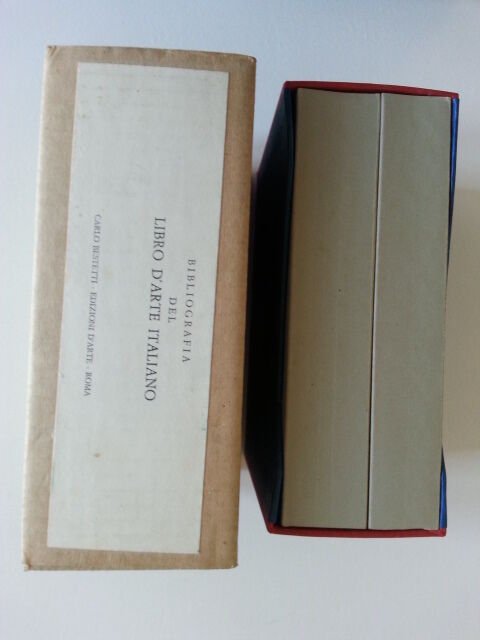 BIBLIOGRAFIA
DEL
LIBRO D'ARTE ITALIANO
CARLO BESTETTI - EDIZIONI D'ARTE - ROMA